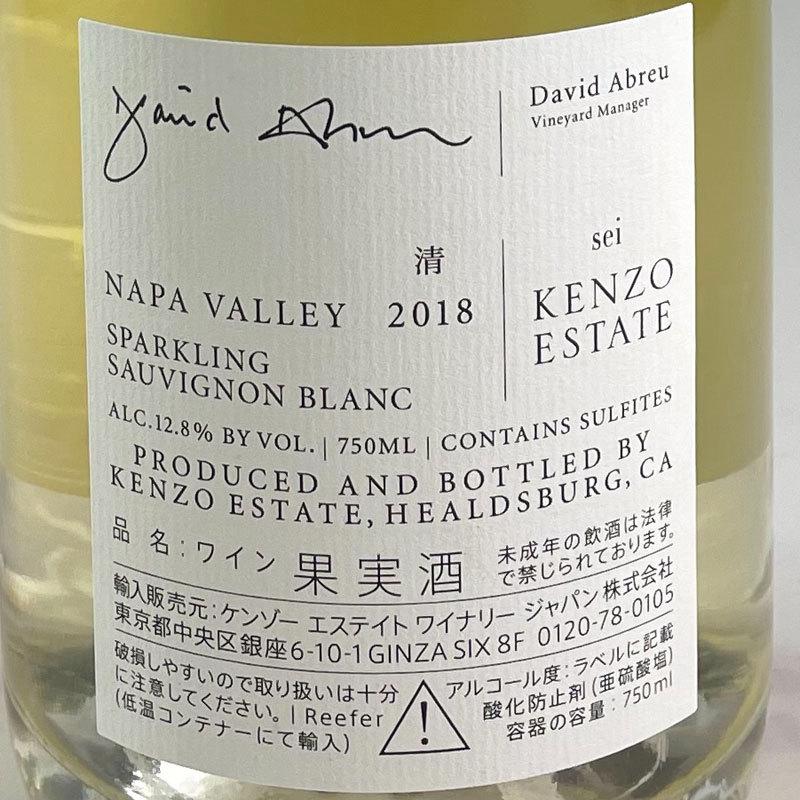 David Abreu
David Abreu
Vineyard Manager
清
sei
NAPA VALLEY 2018
KENZO
ESTATE
SPARKLING
SAUVIGNON BLANC
ALC.12.8% BY VOL. | 750ML | CONTAINS SULFITES
PRODUCED AND BOTTLED BY
KENZO ESTATE, HEALDSBURG, CA
品 名:ワイン 果実酒
未成年の飲酒は法律
で禁じられております。
輸入販売元:ケンゾー エステイト ワイナリー ジャパン株式会社
東京都中央区銀座6-10-1 GINZA SIX 8F 0120-78-0105
破損しやすいので取り扱いは十分
に注意してください。 | Reefer
(低温コンテナーにて輸入)
!
アルコール度:ラベルに記載
酸化防止剤(亜硫酸塩)
容器の容量:750ml